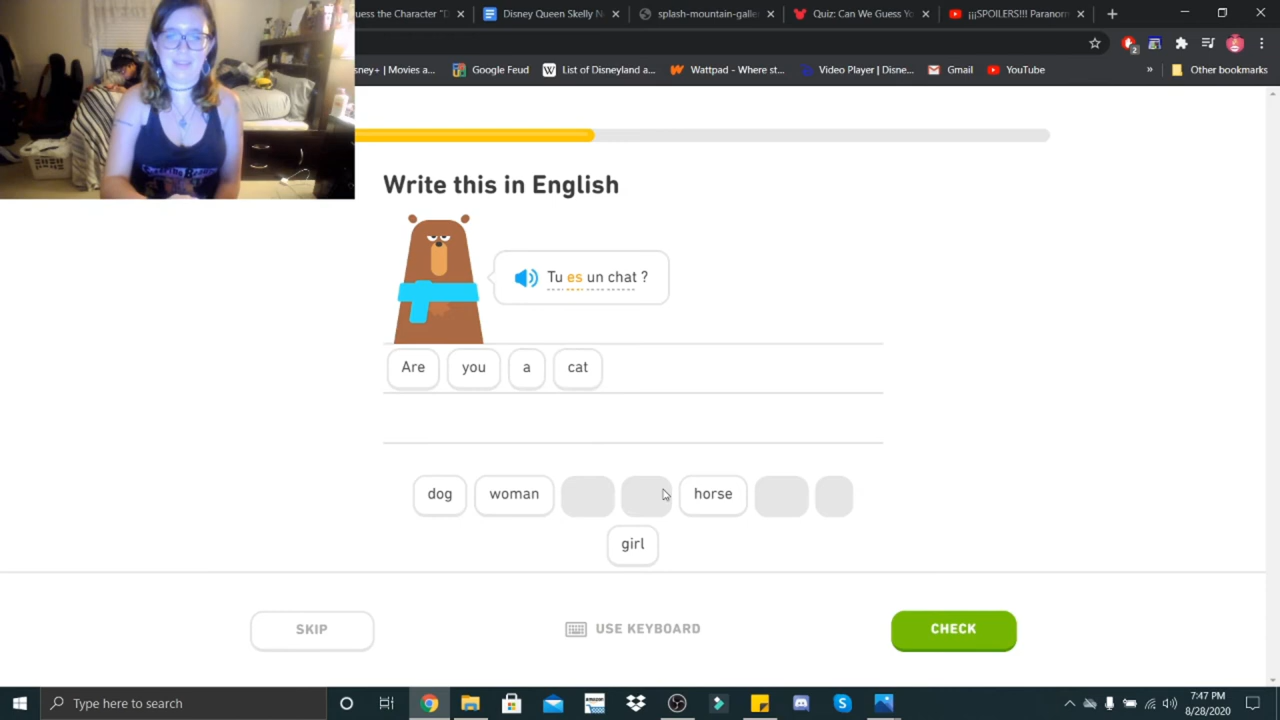 uess the Character "D
Disney Queen Skelly N
splash-mountain-galle
Quiz: Can We Guess Yo
¡¡¡SPOILERS!!! Pa
sney+ | Movies a...
Google Feud
List of Disneyland a...
Wattpad - Where st...
Video Player | Disne...
Gmail
YouTube
»
Other bookmarks
Write this in English
Tu es un chat ?
Are you a cat
dog woman horse
girl
SKIP
USE KEYBOARD
CHECK
Type here to search
7:47 PM
8/28/2020